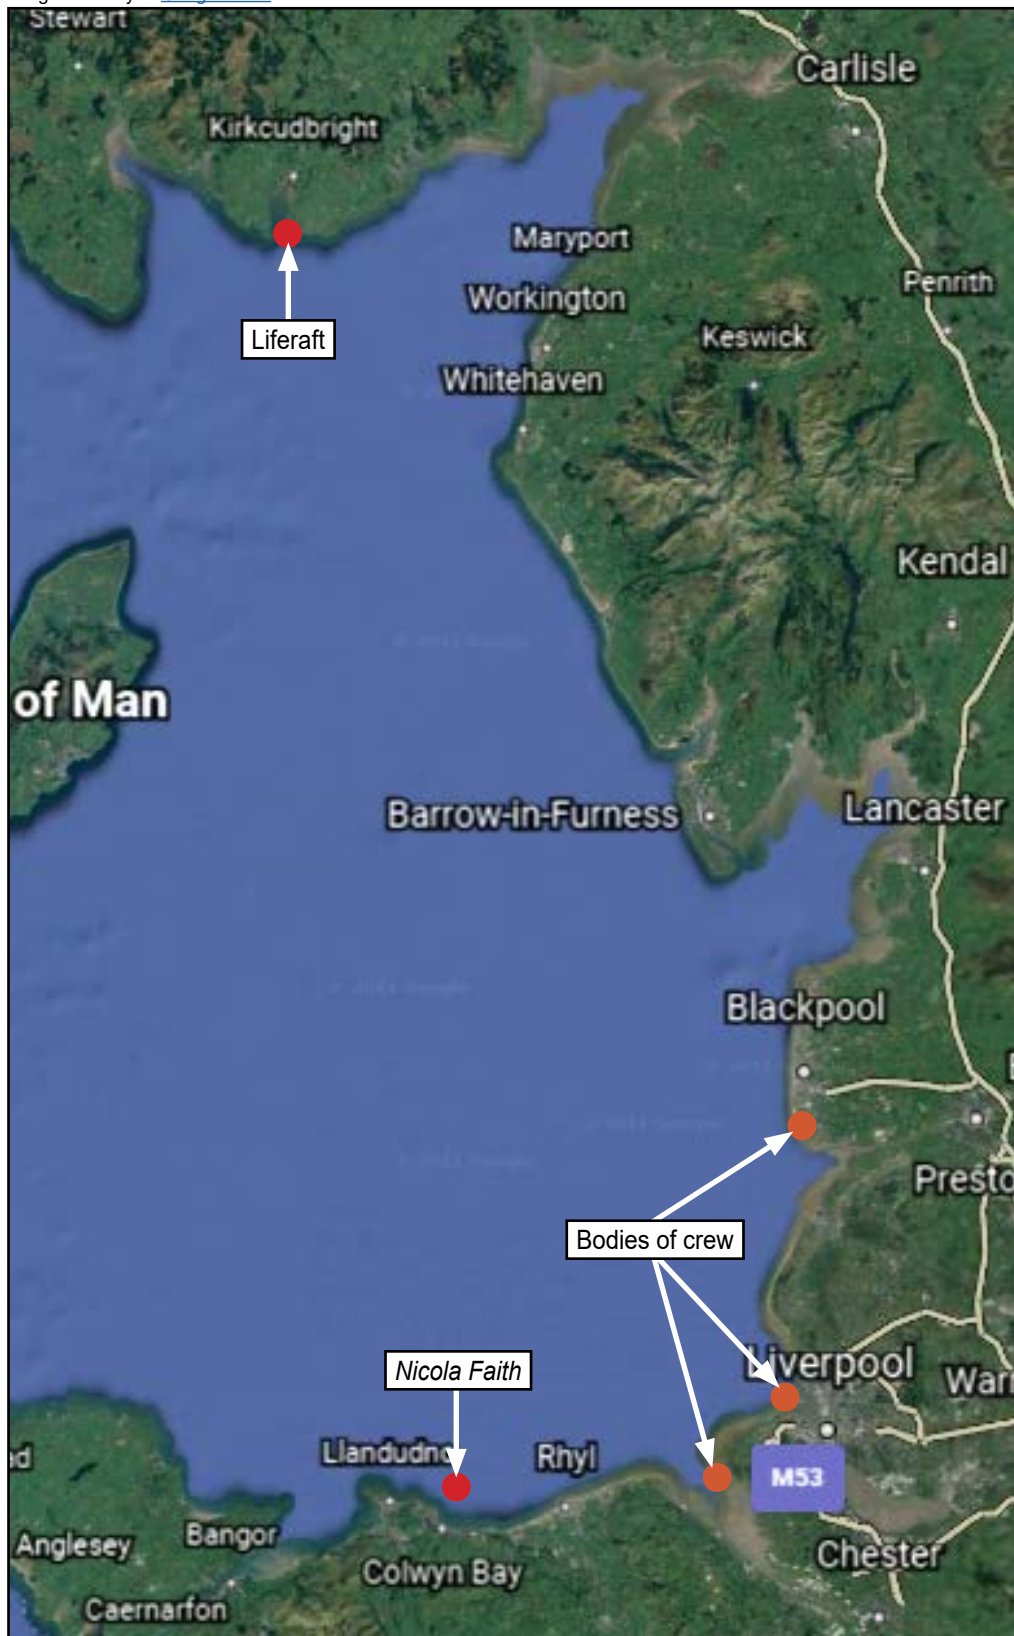 Stewart
Carlisle
Kirkcudbright
Maryport
Penrith
Workington
Liferaft
Keswick
Whitehaven
Kendal
of Man
Barrow-in-Furness
Lancaster
Blackpool
Presto
Bodies of crew
Liverpool
Nicola Faith
Warr
Llandudno
Rhyl
M53
Anglesey
Bangor
Chester
Colwyn Bay
Caernarfon